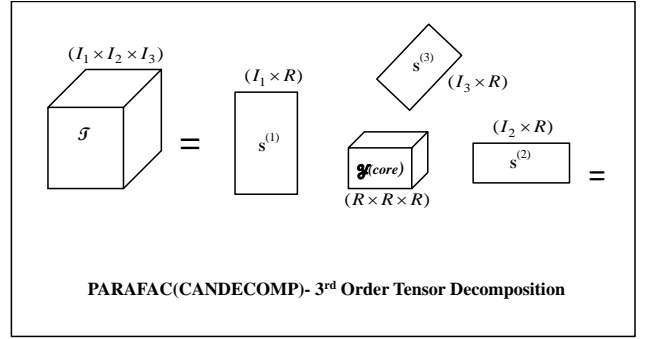 (I₁ × I₂ × I₃)
𝒯
=
(I₁ × R)
s⁽¹⁾
s⁽³⁾
(I₃ × R)
𝒴(core)
(R × R × R)
(I₂ × R)
s⁽²⁾
=
PARAFAC(CANDECOMP)- 3ʳᵈ Order Tensor Decomposition